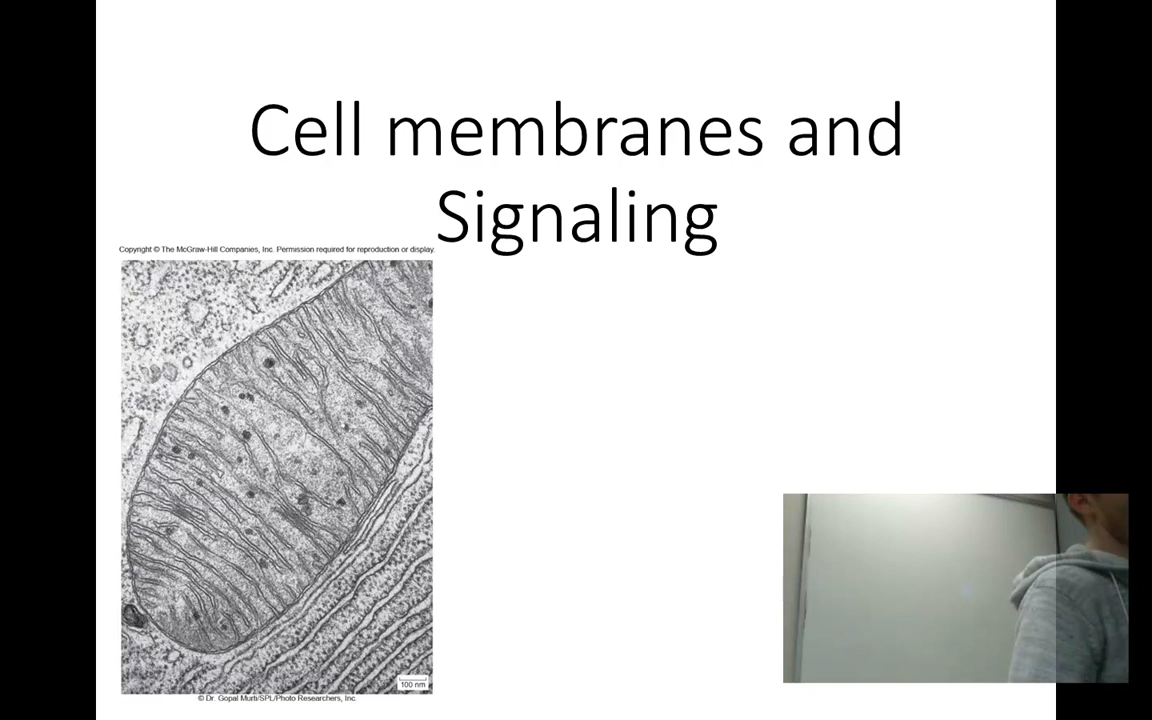 Cell membranes and
Signaling
Copyright © The McGraw-Hill Companies, Inc. Permission required for reproduction or display.
100 nm
© Dr. Gopal Murti/SPL/Photo Researchers, Inc.